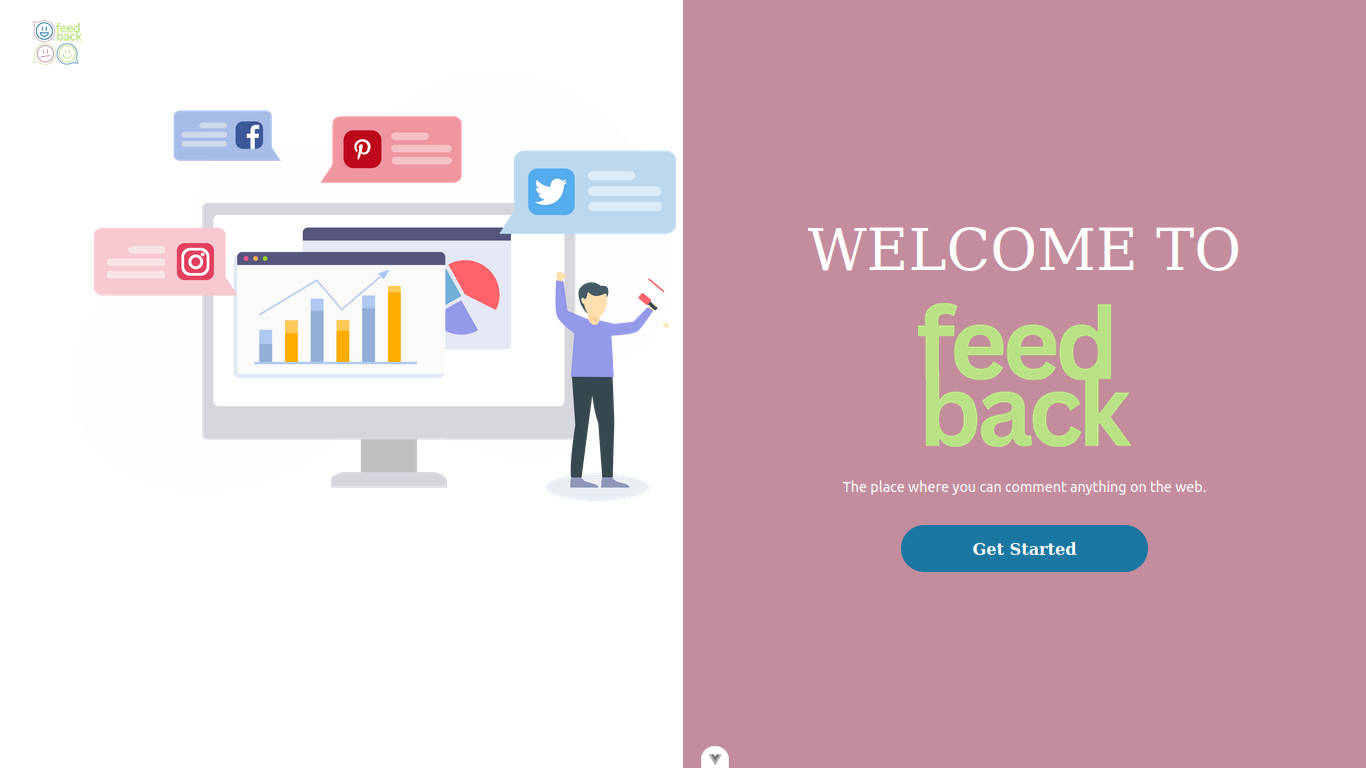 feed
back
WELCOME TO
feed
back
The place where you can comment anything on the web.
Get Started